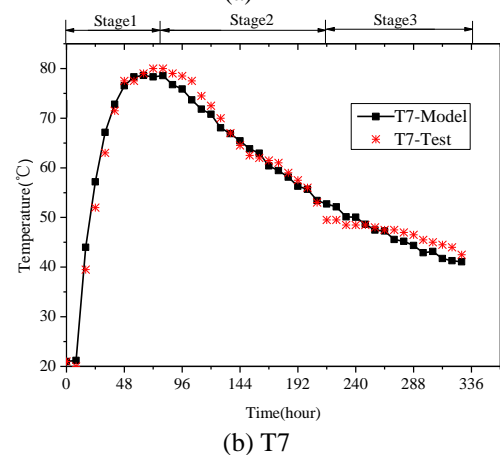 Stage1 Stage2 Stage3
80
70
60
50
40
30
20
Temperature(℃)
T7-Model
T7-Test
0 48 96 144 192 240 288 336
Time(hour)
(b) T7